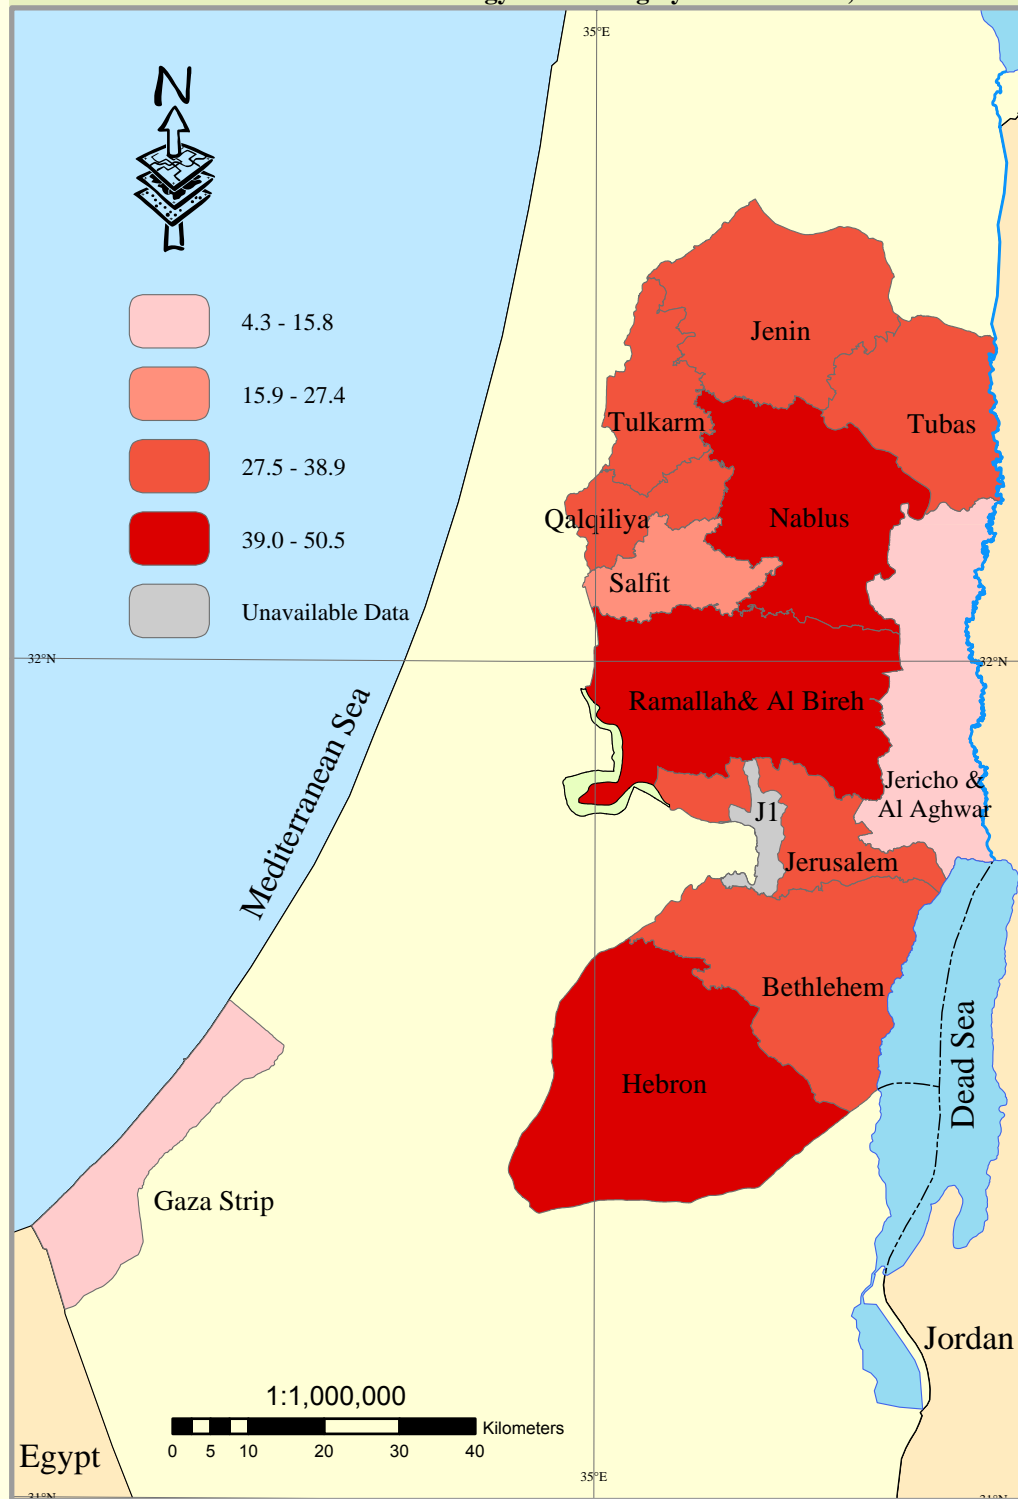 35°E
N
4.3 - 15.8
15.9 - 27.4
27.5 - 38.9
39.0 - 50.5
Unavailable Data
Jenin
Tulkarm
Tubas
Qalqiliya
Nablus
Salfit
32°N
32°N
Ramallah& Al Bireh
Mediterranean Sea
Jericho &
Al Aghwar
J1
Jerusalem
Bethlehem
Dead Sea
Hebron
Gaza Strip
Jordan
1:1,000,000
Kilometers
0 5 10 20 30 40
Egypt
35°E
31°N
31°N